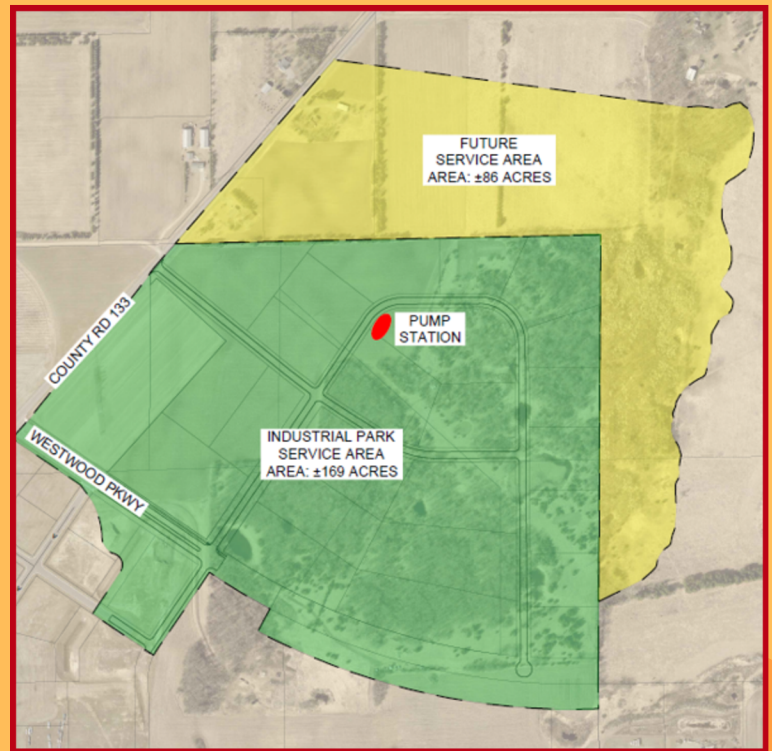 FUTURE
SERVICE AREA
AREA: ±86 ACRES
COUNTY RD 133
PUMP
STATION
INDUSTRIAL PARK
SERVICE AREA
AREA: ±169 ACRES
WESTWOOD PKWY